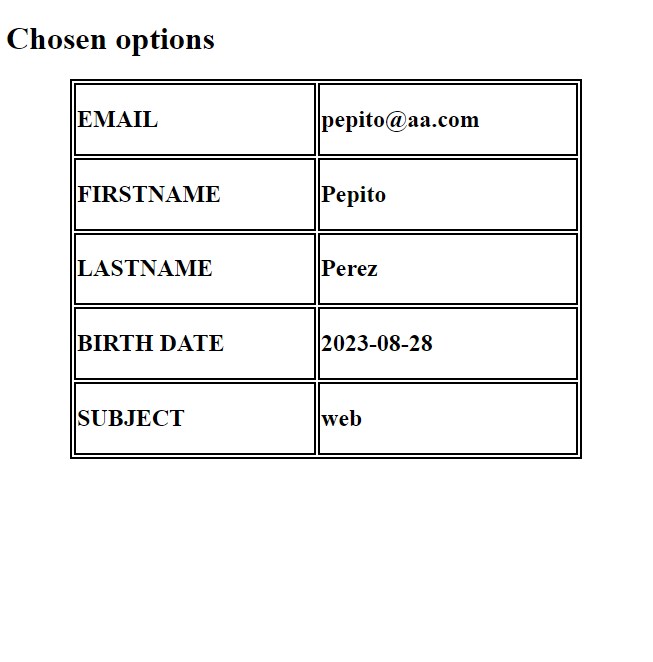 Chosen options
EMAIL pepito@aa.com
FIRSTNAME Pepito
LASTNAME Perez
BIRTH DATE 2023-08-28
SUBJECT web